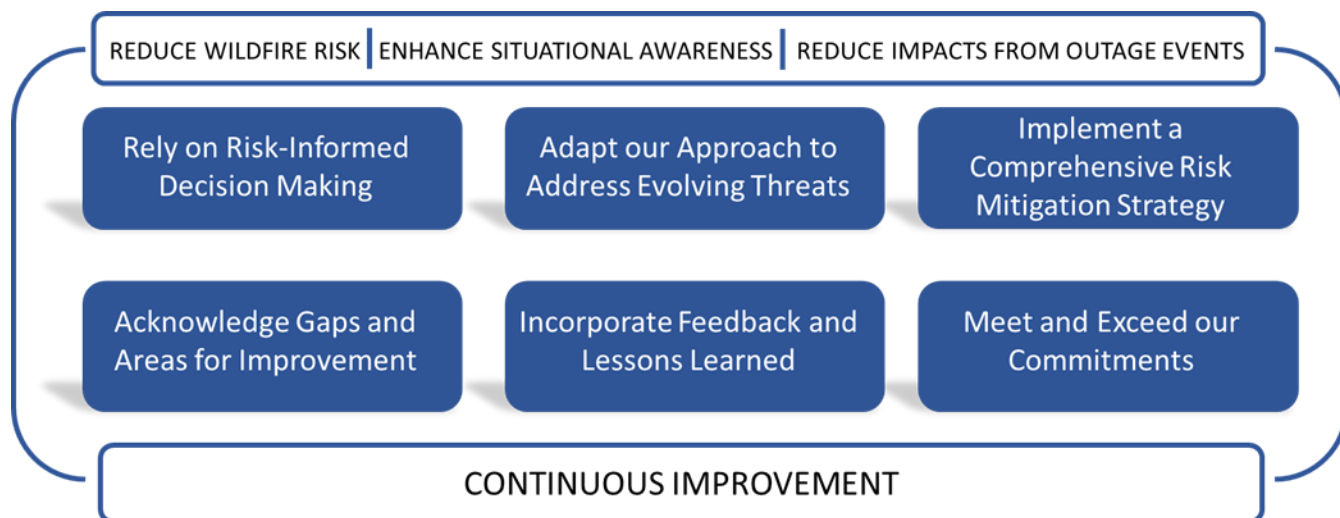 REDUCE WILDFIRE RISK | ENHANCE SITUATIONAL AWARENESS | REDUCE IMPACTS FROM OUTAGE EVENTS
Rely on Risk-Informed
Decision Making
Adapt our Approach to
Address Evolving Threats
Implement a
Comprehensive Risk
Mitigation Strategy
Acknowledge Gaps and
Areas for Improvement
Incorporate Feedback and
Lessons Learned
Meet and Exceed our
Commitments
CONTINUOUS IMPROVEMENT